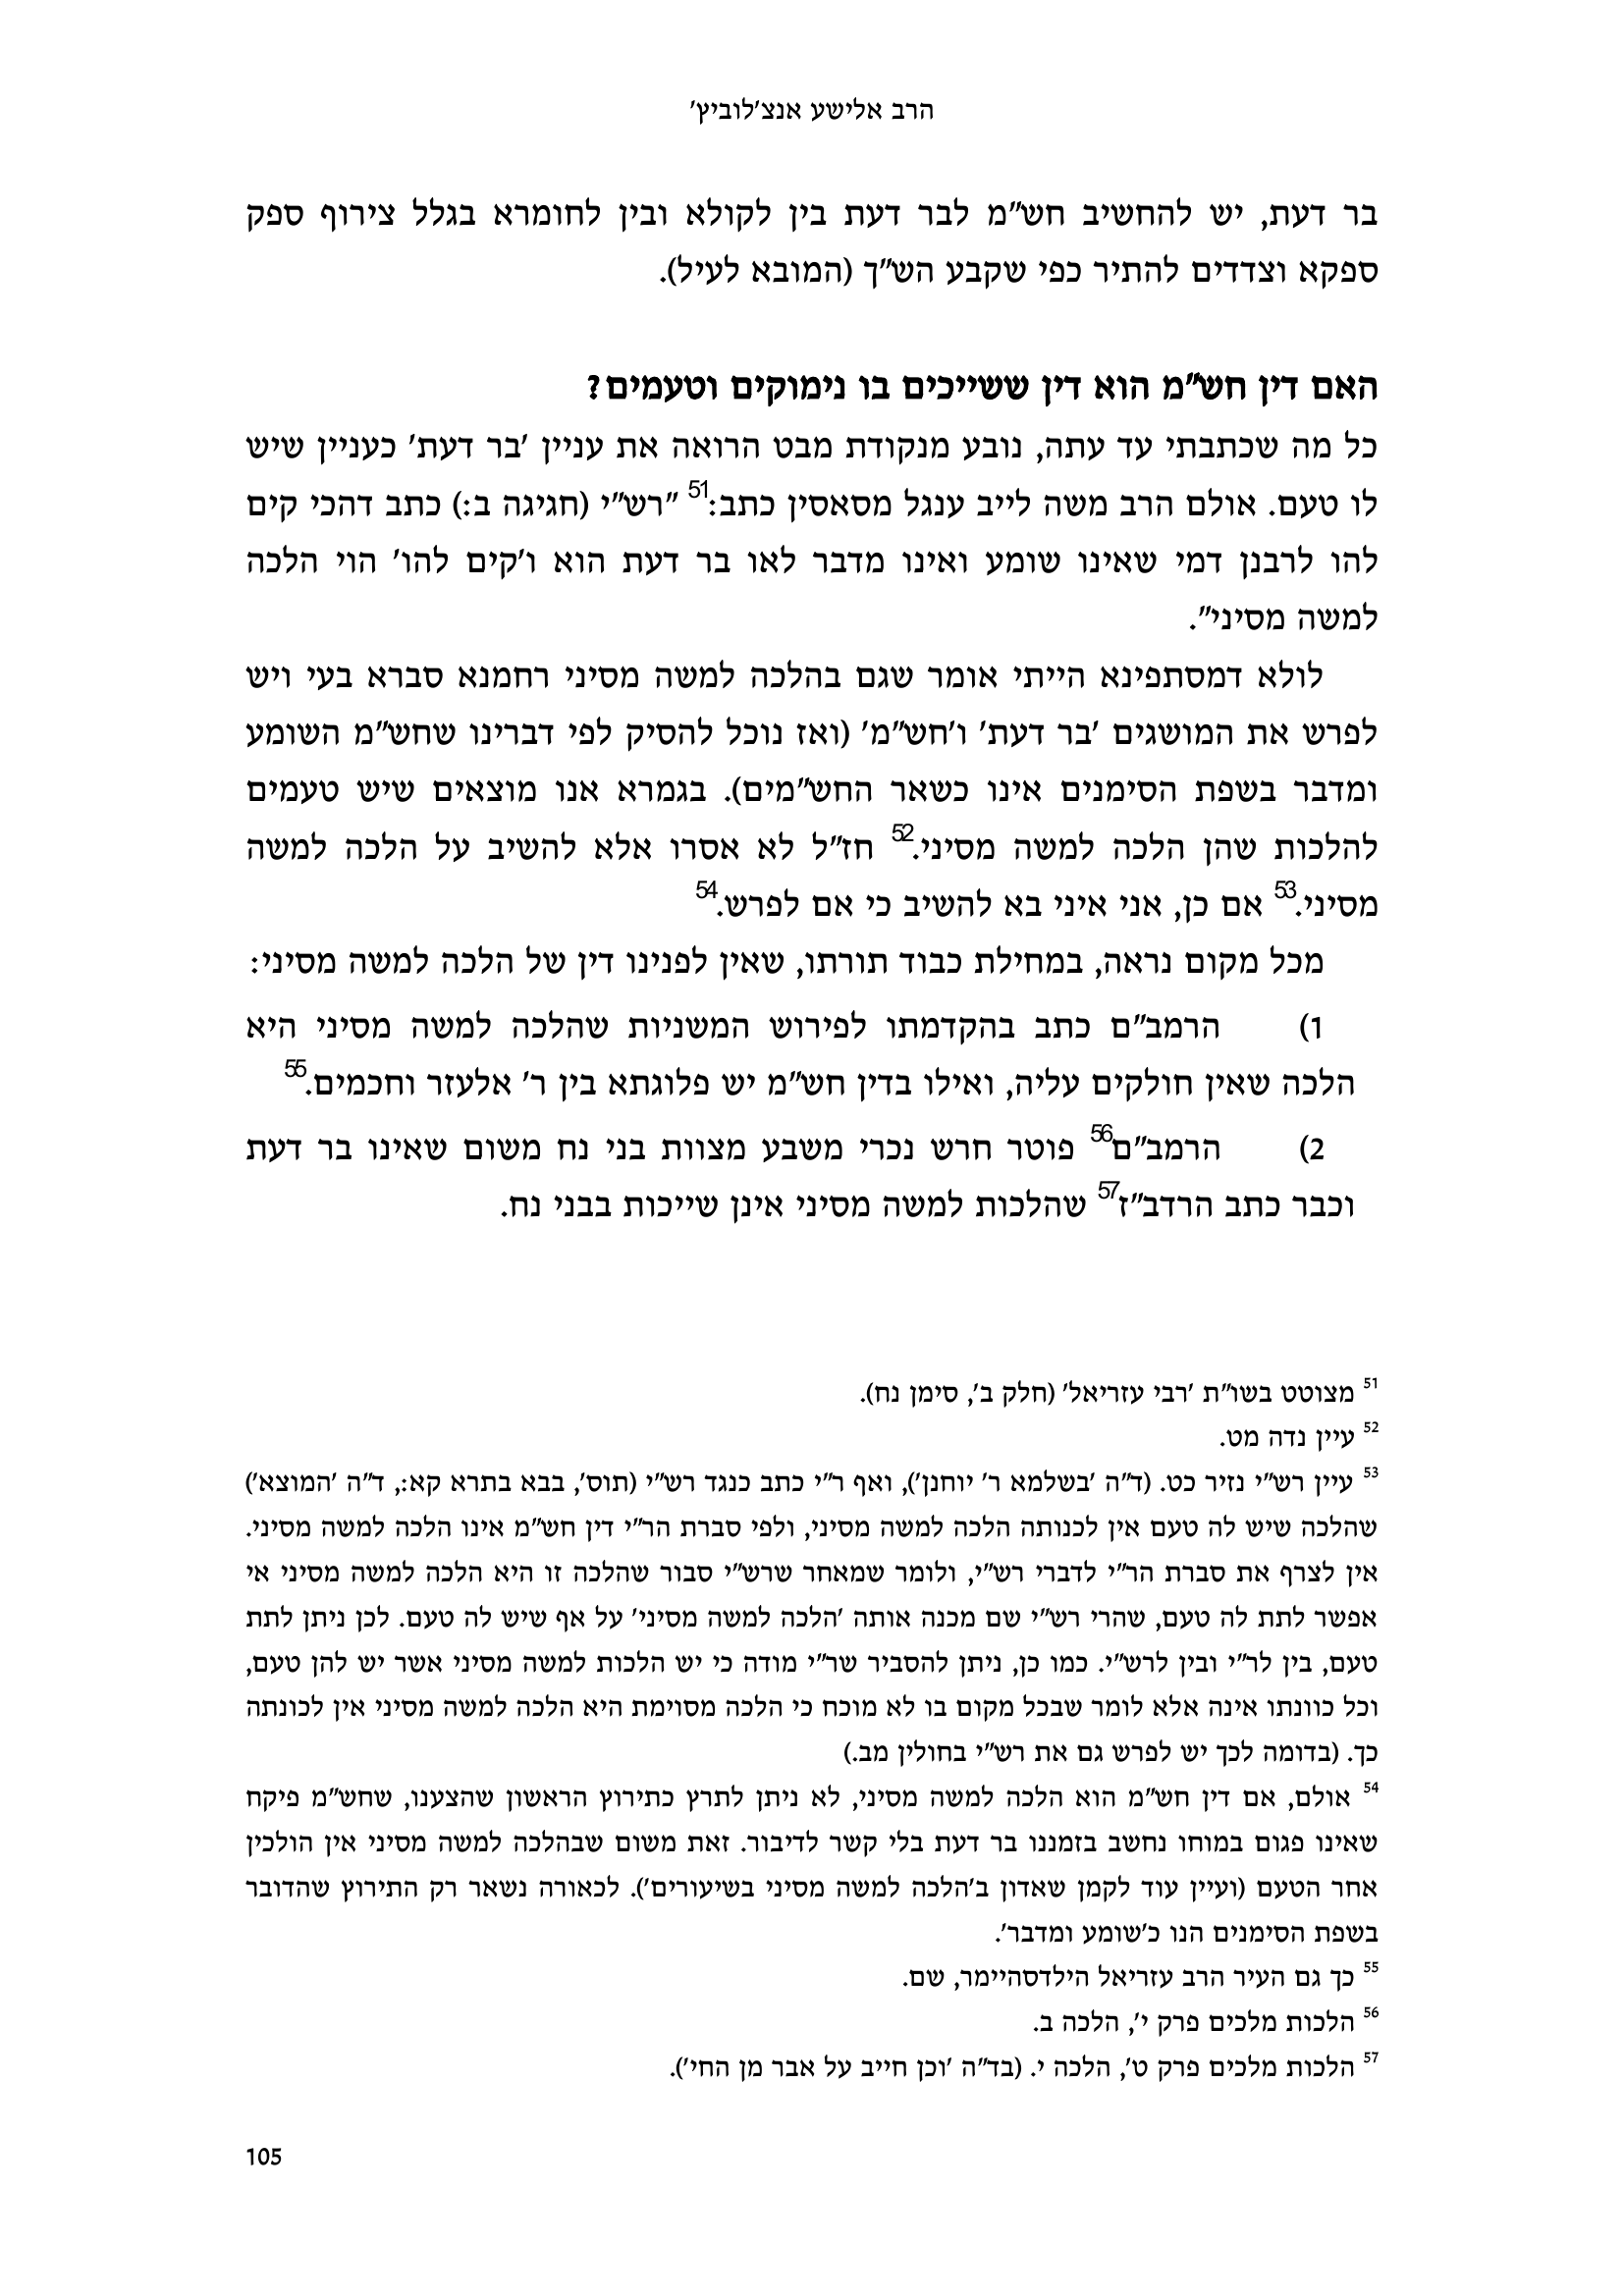 הרב אלישע אנצ'לוביץ'
בר דעת, יש להחשיב חש"מ לבר דעת בין לקולא ובין לחומרא בגלל צירוף ספק
ספקא וצדדים להתיר כפי שקבע הש"ך (המובא לעיל).
האם דין חש"מ הוא דין ששייכים בו נימוקים וטעמים?
כל מה שכתבתי עד עתה, נובע מנקודת מבט הרואה את עניין 'בר דעת' כעניין שיש
לו טעם. אולם הרב משה לייב ענגל מסאסין כתב:51 "רש"י (חגיגה ב:) כתב דהכי קים
להו לרבנן דמי שאינו שומע ואינו מדבר לאו בר דעת הוא ו'קים להו' הוי הלכה
למשה מסיני".
לולא דמסתפינא הייתי אומר שגם בהלכה למשה מסיני רחמנא סברא בעי ויש
לפרש את המושגים 'בר דעת' ו'חש"מ' (ואז נוכל להסיק לפי דברינו שחש"מ השומע
ומדבר בשפת הסימנים אינו כשאר החש"מים). בגמרא אנו מוצאים שיש טעמים
להלכות שהן הלכה למשה מסיני.52 חז"ל לא אסרו אלא להשיב על הלכה למשה
מסיני.53 אם כן, אני איני בא להשיב כי אם לפרש.54
מכל מקום נראה, במחילת כבוד תורתו, שאין לפנינו דין של הלכה למשה מסיני:
1) הרמב"ם כתב בהקדמתו לפירוש המשניות שהלכה למשה מסיני היא
הלכה שאין חולקים עליה, ואילו בדין חש"מ יש פלוגתא בין ר' אלעזר וחכמים.55
2) הרמב"ם56 פוטר חרש נכרי משבע מצוות בני נח משום שאינו בר דעת
וכבר כתב הרדב"ז57 שהלכות למשה מסיני אינן שייכות בבני נח.
51 מצוטט בשו"ת 'רבי עזריאל' (חלק ב', סימן נח).
52 עיין נדה מט.
53 עיין רש"י נזיר כט. (ד"ה 'בשלמא ר' יוחנן'), ואף ר"י כתב כנגד רש"י (תוס', בבא בתרא קא:, ד"ה 'המוצא')
שהלכה שיש לה טעם אין לכנותה הלכה למשה מסיני, ולפי סברת הר"י דין חש"מ אינו הלכה למשה מסיני.
אין לצרף את סברת הר"י לדברי רש"י, ולומר שמאחר שרש"י סבור שהלכה זו היא הלכה למשה מסיני אי
אפשר לתת לה טעם, שהרי רש"י שם מכנה אותה 'הלכה למשה מסיני' על אף שיש לה טעם. לכן ניתן לתת
טעם, בין לר"י ובין לרש"י. כמו כן, ניתן להסביר שר"י מודה כי יש הלכות למשה מסיני אשר יש להן טעם,
וכל כוונתו אינה אלא לומר שבכל מקום בו לא מוכח כי הלכה מסוימת היא הלכה למשה מסיני אין לכונתה
כך. (בדומה לכך יש לפרש גם את רש"י בחולין מב.)
54 אולם, אם דין חש"מ הוא הלכה למשה מסיני, לא ניתן לתרץ כתירוץ הראשון שהצענו, שחש"מ פיקח
שאינו פגום במוחו נחשב בזמננו בר דעת בלי קשר לדיבור. זאת משום שבהלכה למשה מסיני אין הולכין
אחר הטעם (ועיין עוד לקמן שאדון ב'הלכה למשה מסיני בשיעורים'). לכאורה נשאר רק התירוץ שהדובר
בשפת הסימנים הנו כ'שומע ומדבר'.
55 כך גם העיר הרב עזריאל הילדסהיימר, שם.
56 הלכות מלכים פרק י', הלכה ב.
57 הלכות מלכים פרק ט', הלכה י. (בד"ה 'וכן חייב על אבר מן החי').
105